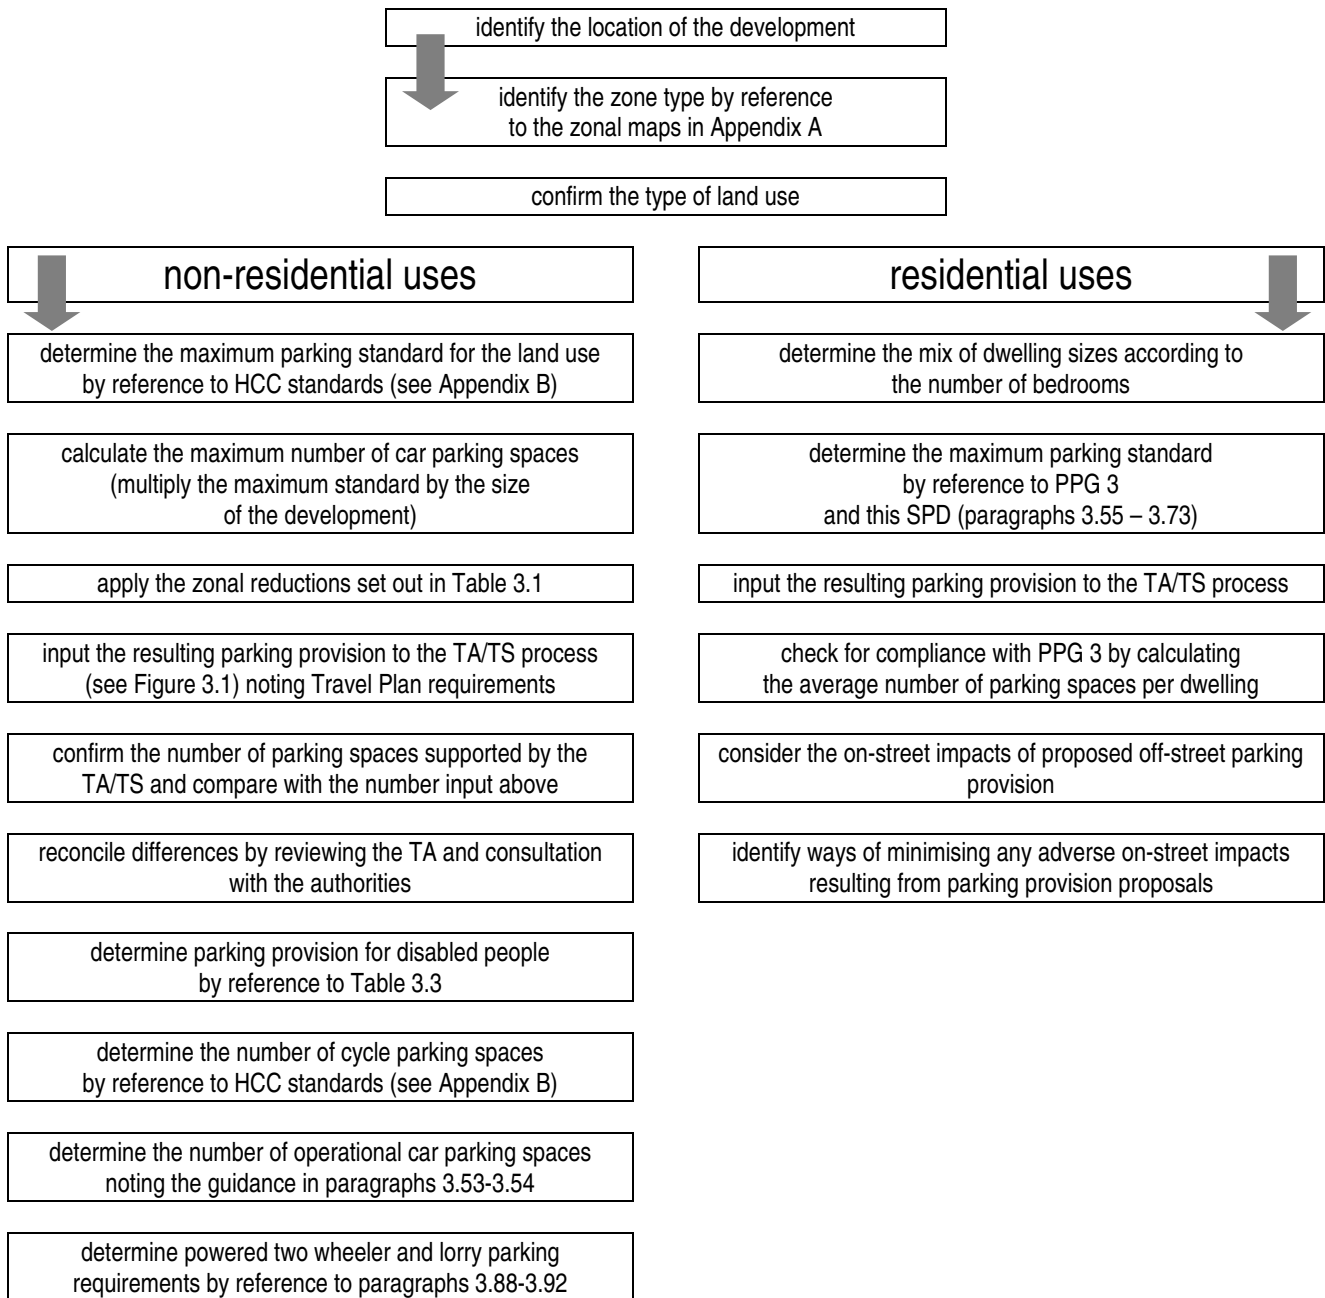 identify the location of the development
identify the zone type by reference
to the zonal maps in Appendix A
confirm the type of land use
non-residential uses
determine the maximum parking standard for the land use
by reference to HCC standards (see Appendix B)
calculate the maximum number of car parking spaces
(multiply the maximum standard by the size
of the development)
apply the zonal reductions set out in Table 3.1
input the resulting parking provision to the TA/TS process
(see Figure 3.1) noting Travel Plan requirements
confirm the number of parking spaces supported by the
TA/TS and compare with the number input above
reconcile differences by reviewing the TA and consultation
with the authorities
determine parking provision for disabled people
by reference to Table 3.3
determine the number of cycle parking spaces
by reference to HCC standards (see Appendix B)
determine the number of operational car parking spaces
noting the guidance in paragraphs 3.53-3.54
determine powered two wheeler and lorry parking
requirements by reference to paragraphs 3.88-3.92
residential uses
determine the mix of dwelling sizes according to
the number of bedrooms
determine the maximum parking standard
by reference to PPG 3
and this SPD (paragraphs 3.55 – 3.73)
input the resulting parking provision to the TA/TS process
check for compliance with PPG 3 by calculating
the average number of parking spaces per dwelling
consider the on-street impacts of proposed off-street parking
provision
identify ways of minimising any adverse on-street impacts
resulting from parking provision proposals